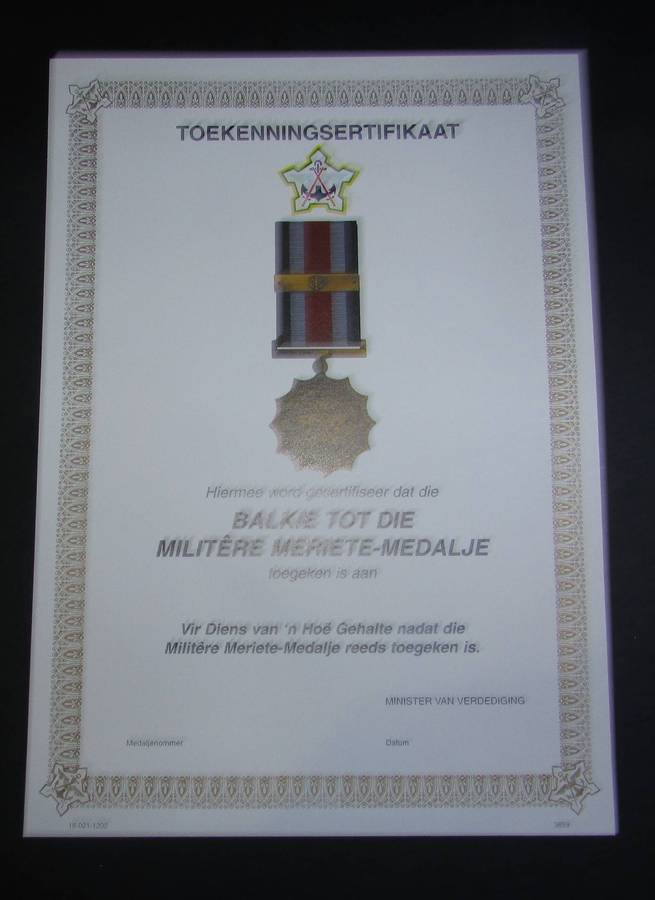 TOEKENNINGSERTIFIKAAT
Hiermee word gesertifiseer dat die
BALKIE TOT DIE
MILITÊRE MERIETE-MEDALJE
toegeken is aan
Vir Diens van 'n Hoë Gehalte nadat die
Militêre Meriete-Medalje reeds toegeken is.
MINISTER VAN VERDEDIGING
Medaljenommer
Datum